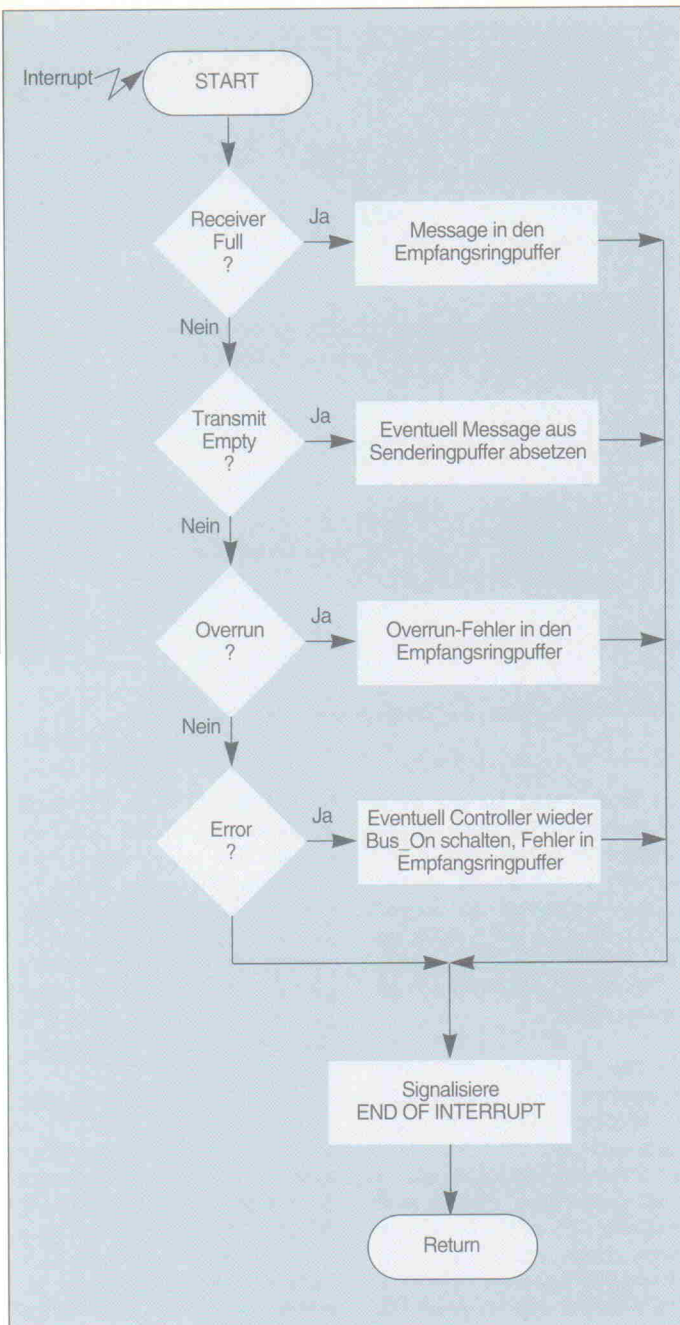 Interrupt
START
Receiver
Full
?
Ja
Message in den
Empfangsringpuffer
Nein
Transmit
Empty
?
Ja
Eventuell Message aus
Senderingpuffer absetzen
Nein
Overrun
?
Ja
Overrun-Fehler in den
Empfangsringpuffer
Nein
Error
?
Ja
Eventuell Controller wieder
Bus_On schalten, Fehler in
Empfangsringpuffer
Signalisiere
END OF INTERRUPT
Return